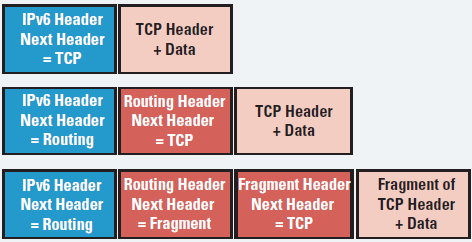 IPv6 Header
Next Header
= TCP
TCP Header
+ Data
IPv6 Header
Next Header
= Routing
Routing Header
Next Header
= TCP
TCP Header
+ Data
IPv6 Header
Next Header
= Routing
Routing Header
Next Header
= Fragment
Fragment Header
Next Header
= TCP
Fragment of
TCP Header
+ Data